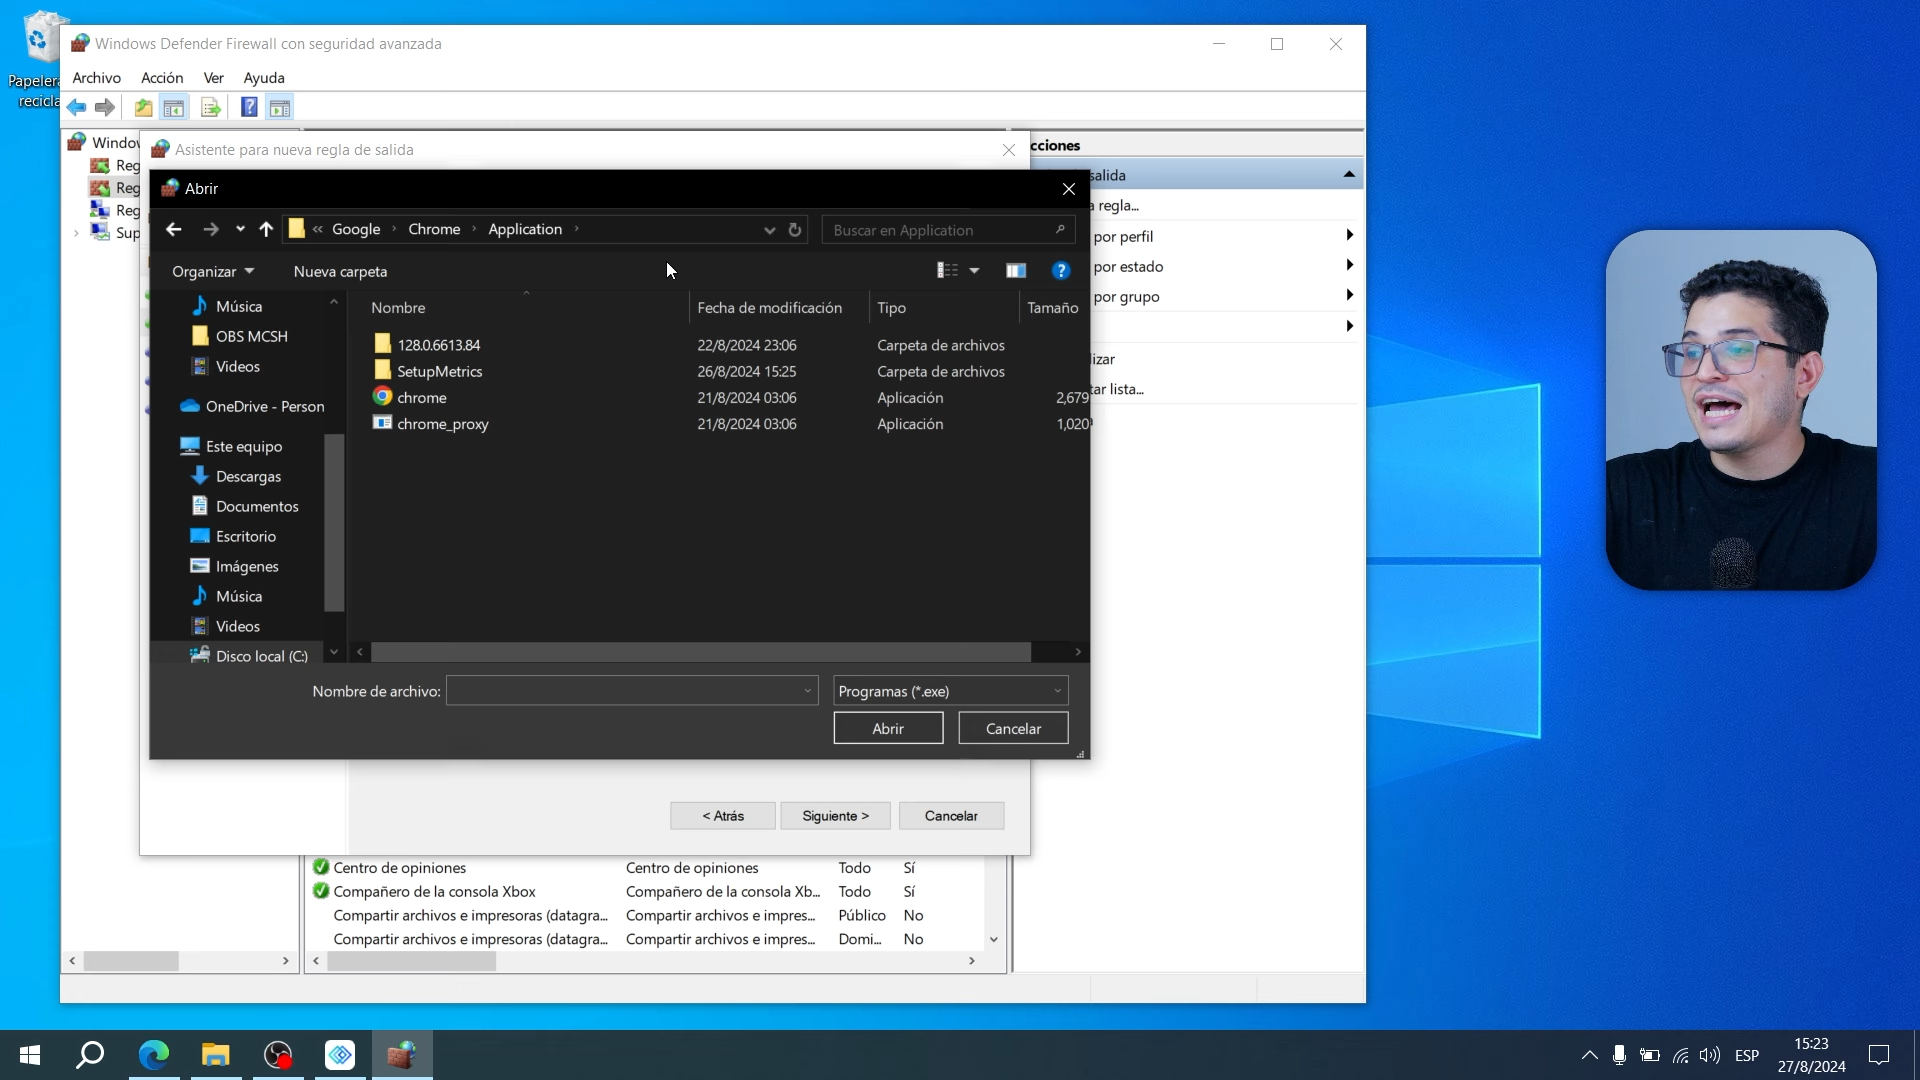 Papelera
recicla
Windows Defender Firewall con seguridad avanzada
Archivo Acción Ver Ayuda
Window
Reg
Reg
Reg
Sup
Asistente para nueva regla de salida
Abrir
« Google › Chrome › Application ›
Buscar en Application
Organizar Nueva carpeta
?
Nombre Fecha de modificación Tipo Tamaño
128.0.6613.84 22/8/2024 23:06 Carpeta de archivos
SetupMetrics 26/8/2024 15:25 Carpeta de archivos
chrome 21/8/2024 03:06 Aplicación 2,679
chrome_proxy 21/8/2024 03:06 Aplicación 1,020
Música
OBS MCSH
Videos
OneDrive - Person
Este equipo
Descargas
Documentos
Escritorio
Imágenes
Música
Videos
Disco local (C:)
Nombre de archivo: Programas (*.exe)
Abrir Cancelar
< Atrás Siguiente > Cancelar
cciones
salida
a regla...
por perfil
por estado
por grupo
izar
tar lista...
Centro de opiniones Centro de opiniones Todo Sí
Compañero de la consola Xbox Compañero de la consola Xb... Todo Sí
Compartir archivos e impresoras (datagra... Compartir archivos e impres... Público No
Compartir archivos e impresoras (datagra... Compartir archivos e impres... Domi... No
ESP
15:23
27/8/2024